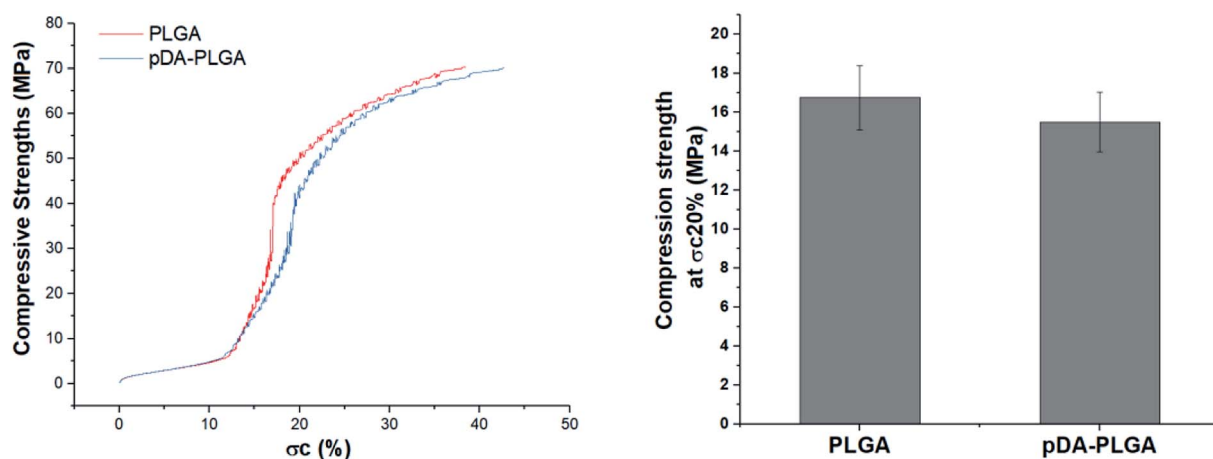 Compressive Strengths (MPa)
80
70
60
50
40
30
20
10
0
PLGA
pDA-PLGA
0 10 20 30 40 50
σc (%)
Compression strength
at σc20% (MPa)
20
18
16
14
12
10
8
6
4
2
0
PLGA pDA-PLGA